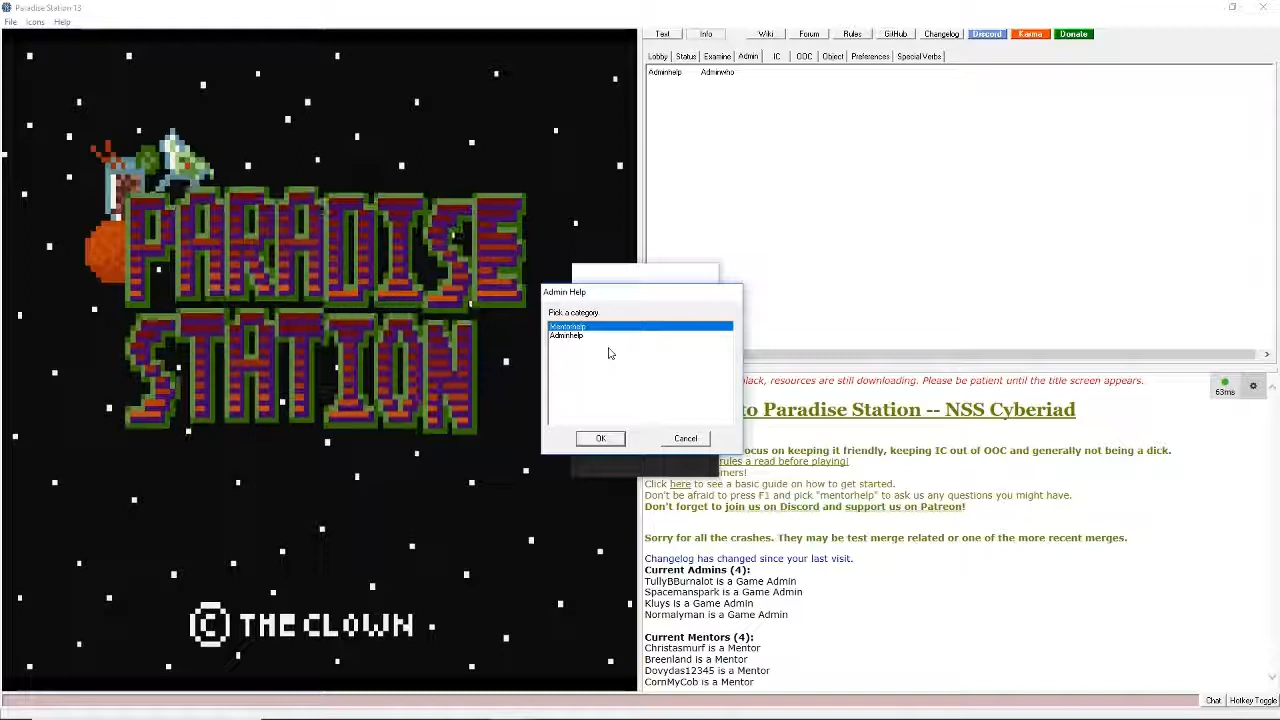 Paradise Station 13
File Icons Help
Text Info Wiki Forum Rules GitHub Changelog Discord Karma Donate
Lobby Status Examine Admin IC OOC Object Preferences Special Verbs
Adminhelp Adminwho
PARADISE
STATION
© THE CLOWN
Admin Help
Pick a category
Mentorhelp
Adminhelp
OK Cancel
lack, resources are still downloading. Please be patient until the title screen appears.
63ms
to Paradise Station -- NSS Cyberiad
ocus on keeping it friendly, keeping IC out of OOC and generally not being a dick.
rules a read before playing!
mers!
Click here to see a basic guide on how to get started.
Don't be afraid to press F1 and pick "mentorhelp" to ask us any questions you might have.
Don't forget to join us on Discord and support us on Patreon!
Sorry for all the crashes. They may be test merge related or one of the more recent merges.
Changelog has changed since your last visit.
Current Admins (4):
TullyBBurnalot is a Game Admin
Spacemanspark is a Game Admin
Kluys is a Game Admin
Normalyman is a Game Admin
Current Mentors (4):
Christasmurf is a Mentor
Breenland is a Mentor
Dovydas12345 is a Mentor
CornMyCob is a Mentor
Chat Hotkey Toggle